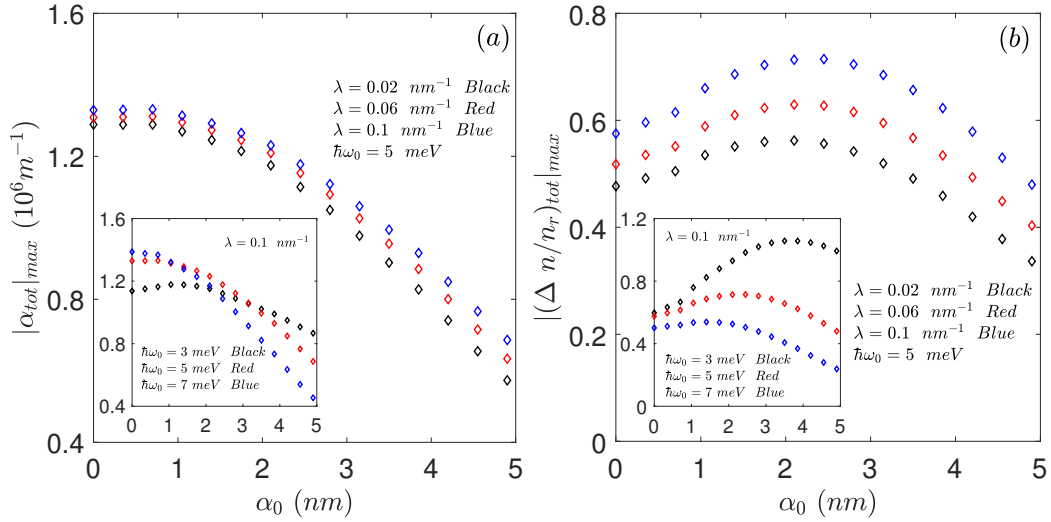 (a)
1.6
1.2
0.8
0.4
|α_tot|_max (10^6 m^-1)
λ = 0.02 nm^-1 Black
λ = 0.06 nm^-1 Red
λ = 0.1 nm^-1 Blue
ħω_0 = 5 meV
1.6
1.2
0.8
0.4
λ = 0.1 nm^-1
ħω_0 = 3 meV Black
ħω_0 = 5 meV Red
ħω_0 = 7 meV Blue
0 1 2 3 4 5
0 1 2 3 4 5
α_0 (nm)
(b)
0.8
0.6
0.4
0.2
0
|(Δ n/n_r)_tot|_max
1.2
0.8
0.4
0
λ = 0.1 nm^-1
ħω_0 = 3 meV Black
ħω_0 = 5 meV Red
ħω_0 = 7 meV Blue
0 1 2 3 4 5
λ = 0.02 nm^-1 Black
λ = 0.06 nm^-1 Red
λ = 0.1 nm^-1 Blue
ħω_0 = 5 meV
0 1 2 3 4 5
α_0 (nm)